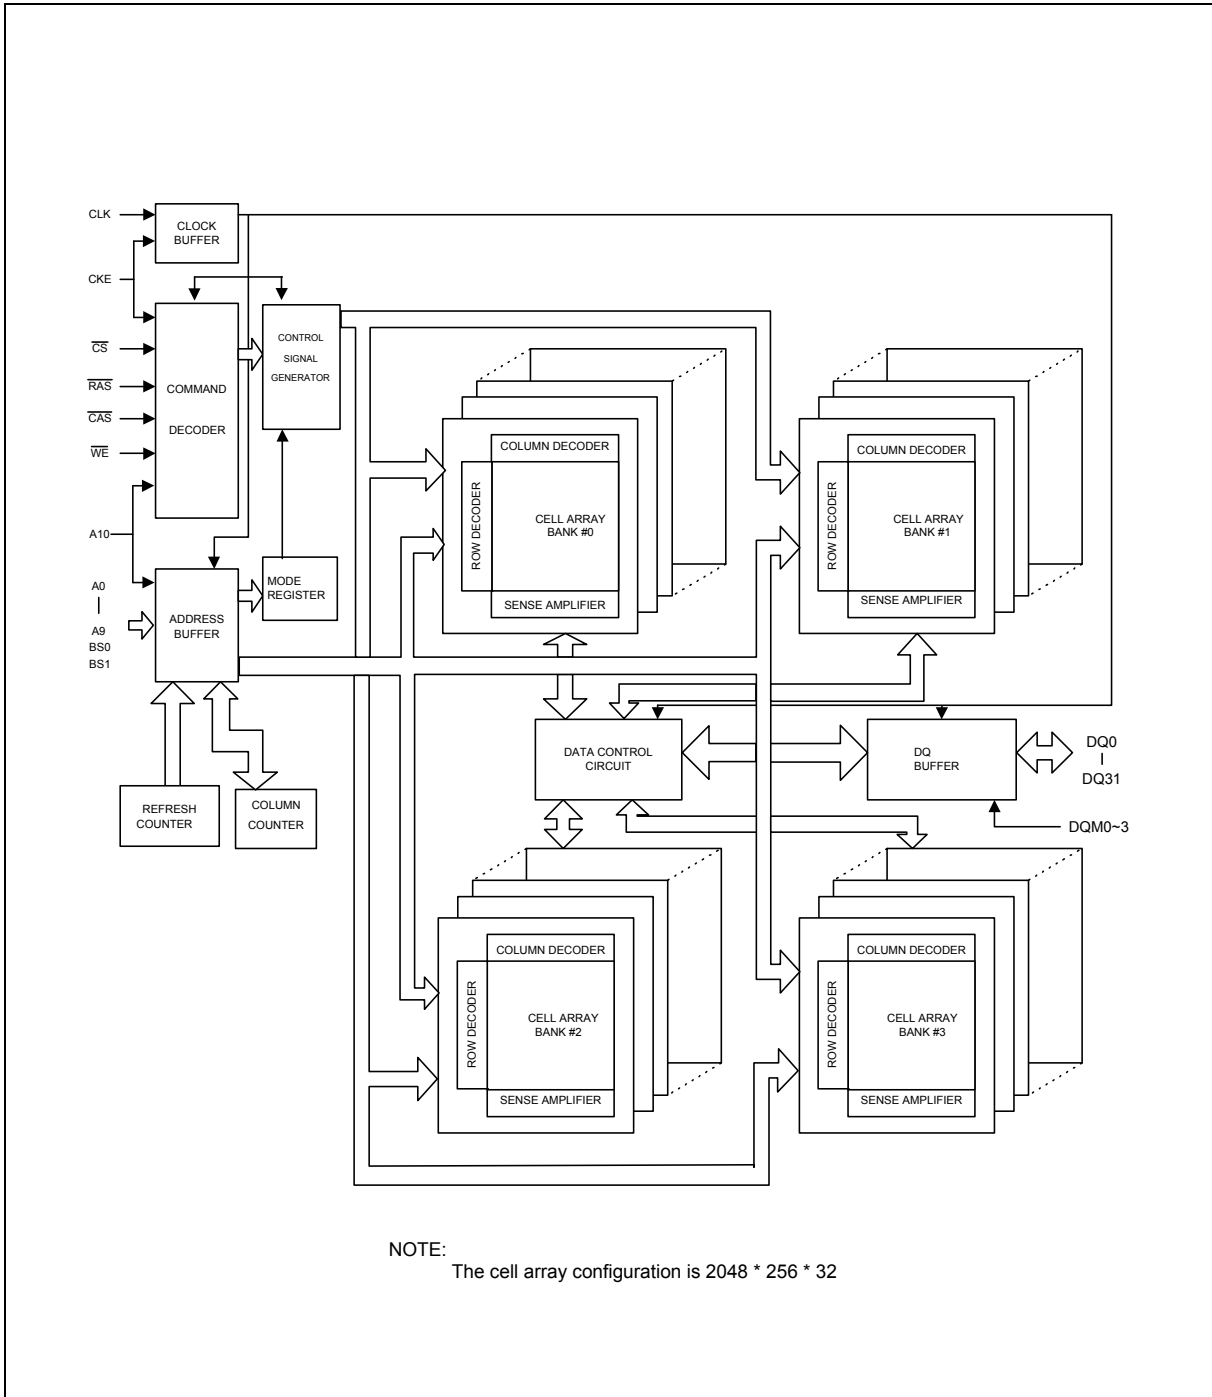 CLK
CLOCK
BUFFER
CKE
CONTROL
SIGNAL
GENERATOR
C̅S̅
R̅A̅S̅
COMMAND
C̅A̅S̅
DECODER
W̅E̅
A10
A0
A9
BS0
BS1
ADDRESS
BUFFER
MODE
REGISTER
REFRESH
COUNTER
COLUMN
COUNTER
COLUMN DECODER
ROW DECODER
CELL ARRAY
BANK #0
SENSE AMPLIFIER
COLUMN DECODER
ROW DECODER
CELL ARRAY
BANK #1
SENSE AMPLIFIER
DATA CONTROL
CIRCUIT
DQ
BUFFER
DQ0
DQ31
DQM0~3
COLUMN DECODER
ROW DECODER
CELL ARRAY
BANK #2
SENSE AMPLIFIER
COLUMN DECODER
ROW DECODER
CELL ARRAY
BANK #3
SENSE AMPLIFIER
NOTE:
The cell array configuration is 2048 * 256 * 32